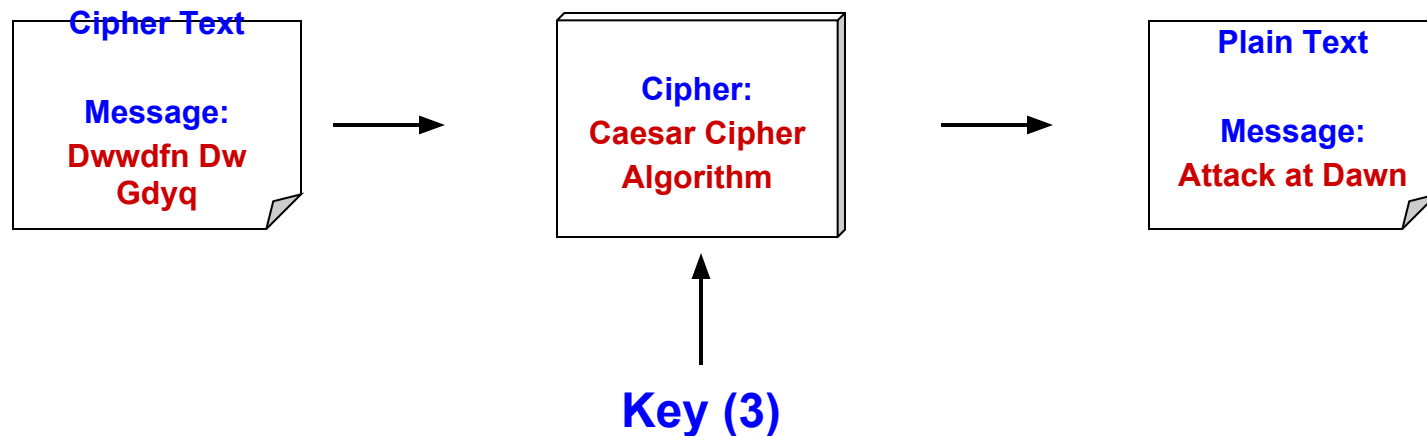 Cipher Text
Message:
Dwwdfn Dw
Gdyq
Cipher:
Caesar Cipher
Algorithm
Plain Text
Message:
Attack at Dawn
Key (3)